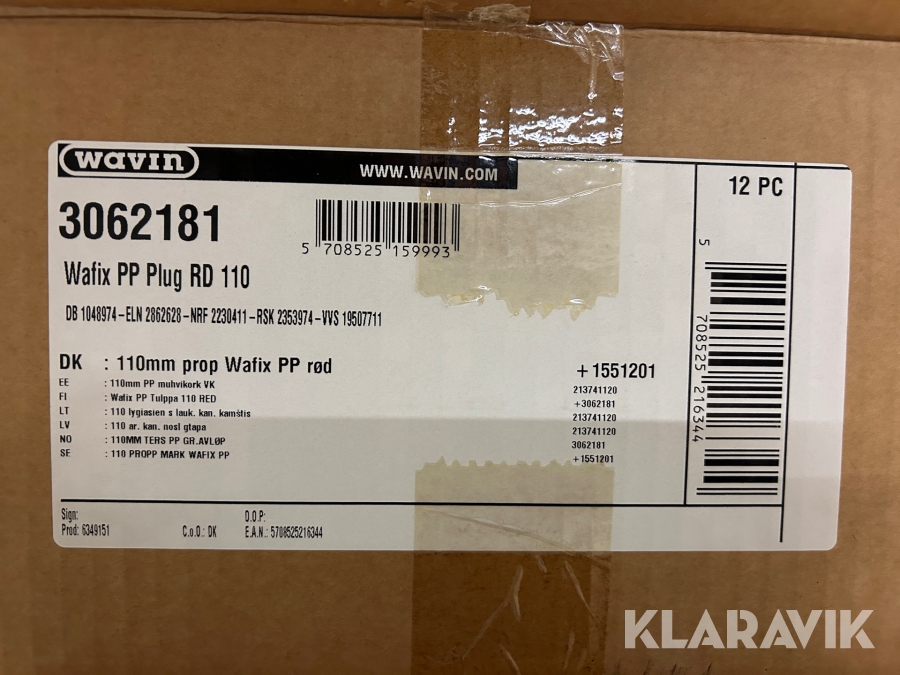 wavin
WWW.WAVIN.COM
12 PC
3062181
5 708525 159993
Wafix PP Plug RD 110
DB 1048974-ELN 2862628-NRF 2230411-RSK 2353974-VVS 19507711
5 708525 216344
DK : 110mm prop Wafix PP rød +1551201
EE : 110mm PP muhvikork VK 213741120
FI : Wafix PP Tulppa 110 RED +3062181
LT : 110 lygiasien s lauk. kan. kamštis 213741120
LV : 110 ar. kan. nosl gtapa 213741120
NO : 110MM TERS PP GR.AVLØP 3062181
SE : 110 PROPP MARK WAFIX PP +1551201
Sign:
D.O.P:
Prod: 6349151 C.o.O.: DK E.A.N.: 5708525216344
KLARAVIK